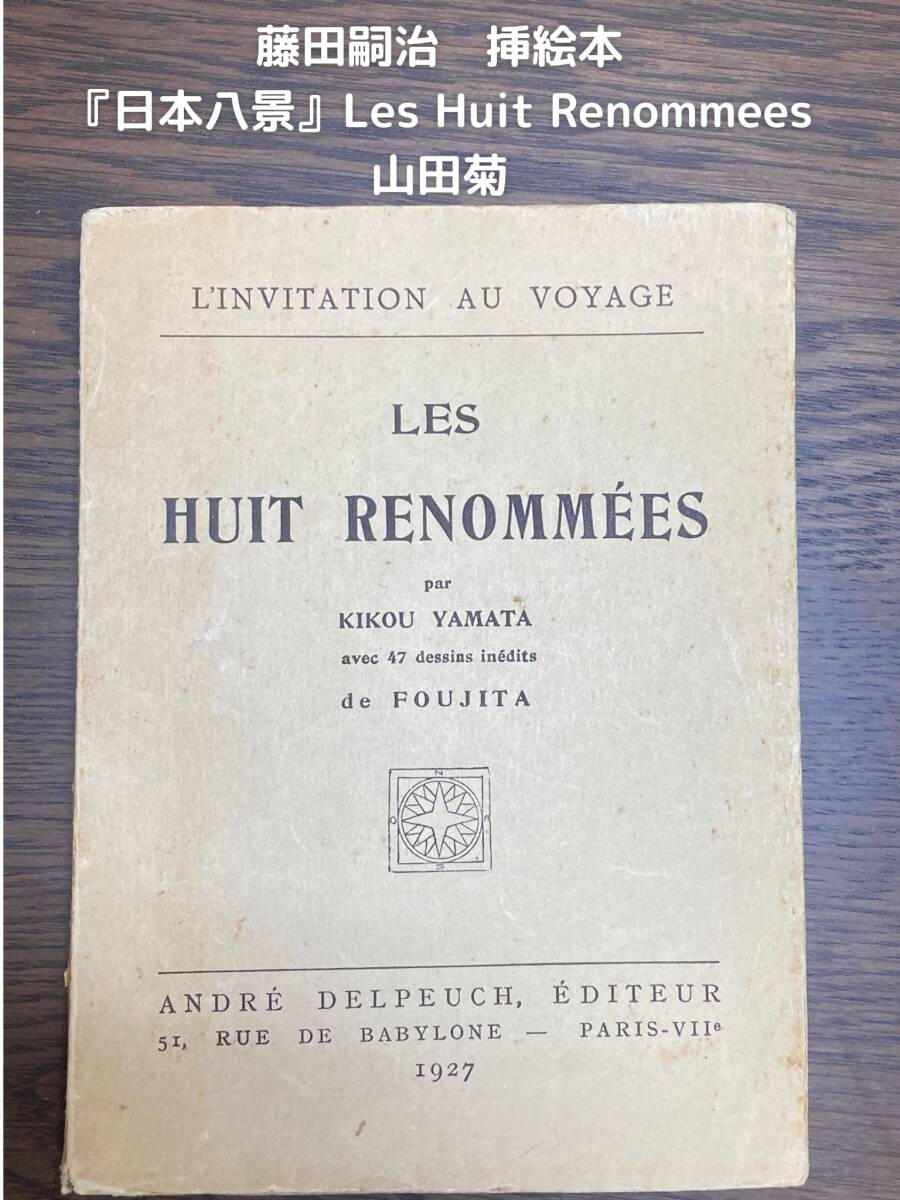 藤田嗣治　挿絵本
『日本八景』Les Huit Renommees
山田菊
L'INVITATION AU VOYAGE
LES
HUIT RENOMMÉES
par
KIKOU YAMATA
avec 47 dessins inédits
de FOUJITA
N
O E
S
ANDRÉ DELPEUCH, ÉDITEUR
51, RUE DE BABYLONE — PARIS-VIIe
1927